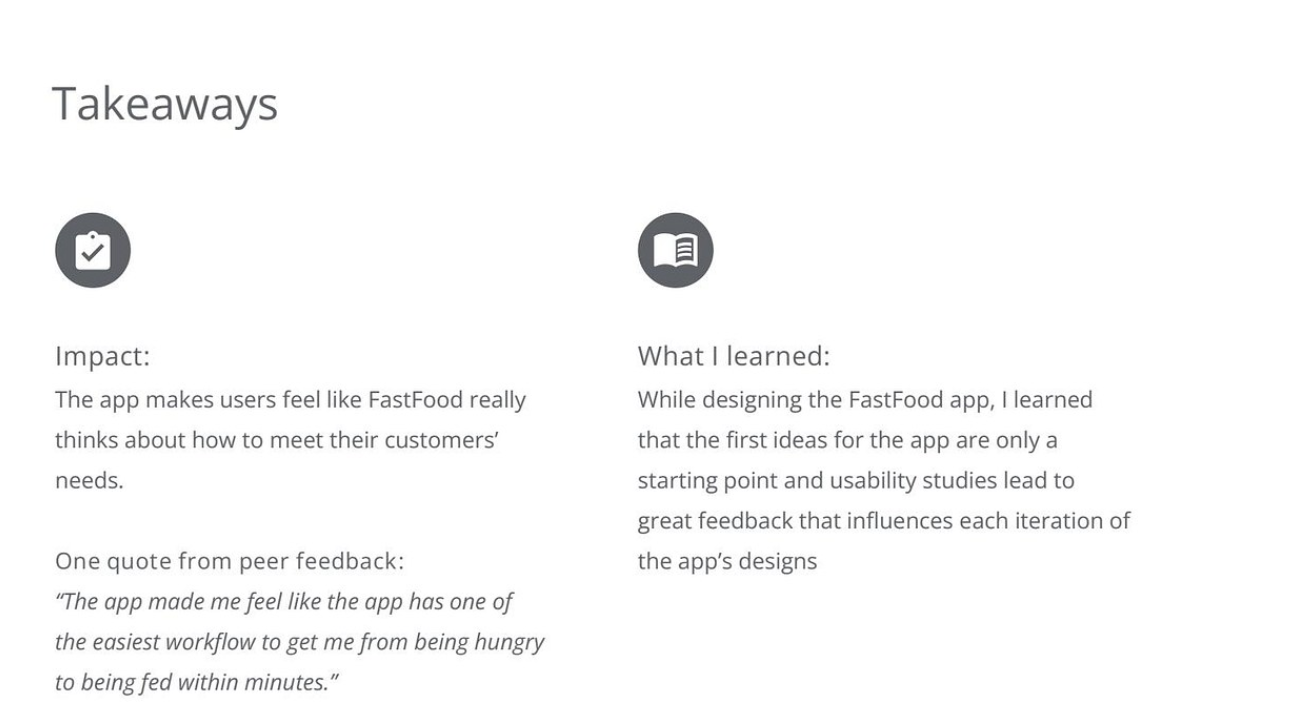 Takeaways
Impact:
The app makes users feel like FastFood really
thinks about how to meet their customers’
needs.
One quote from peer feedback:
“The app made me feel like the app has one of
the easiest workflow to get me from being hungry
to being fed within minutes.”
What I learned:
While designing the FastFood app, I learned
that the first ideas for the app are only a
starting point and usability studies lead to
great feedback that influences each iteration of
the app’s designs